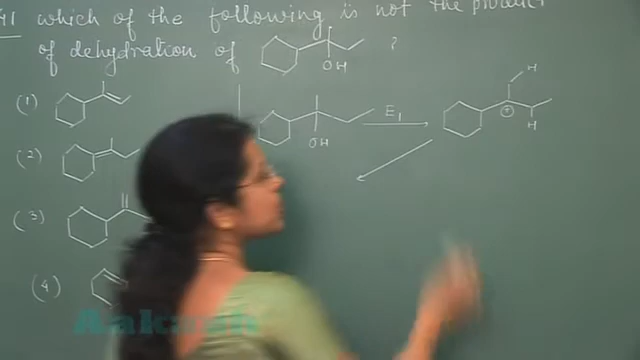 41 which of the following is not the product
of dehydration of
OH
?
(1)
(2)
(3)
(4)
OH
E1
H
+
H
Aakash